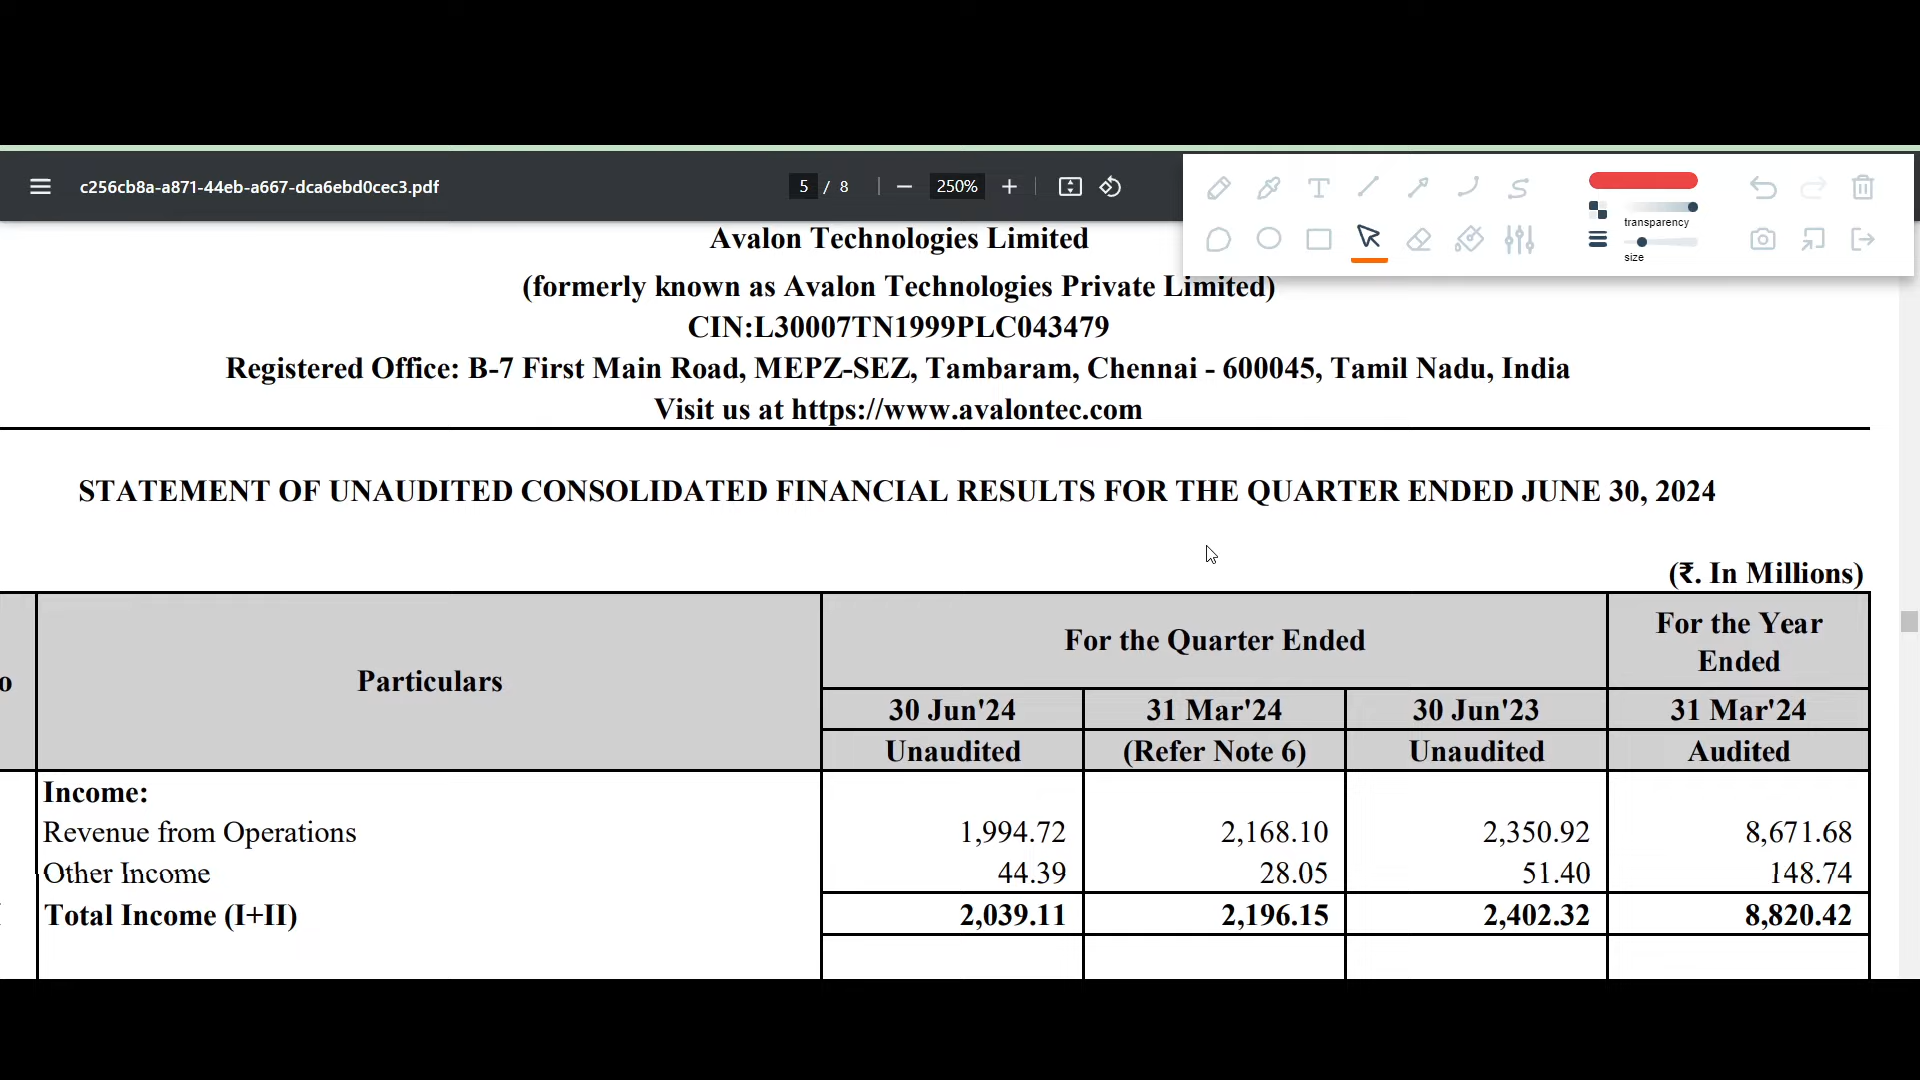 c256cb8a-a871-44eb-a667-dca6ebd0cec3.pdf
5 / 8
250%
transparency
size
Avalon Technologies Limited
(formerly known as Avalon Technologies Private Limited)
CIN:L30007TN1999PLC043479
Registered Office: B-7 First Main Road, MEPZ-SEZ, Tambaram, Chennai - 600045, Tamil Nadu, India
Visit us at https://www.avalontec.com
STATEMENT OF UNAUDITED CONSOLIDATED FINANCIAL RESULTS FOR THE QUARTER ENDED JUNE 30, 2024
(₹. In Millions)
Particulars
For the Quarter Ended
For the Year
Ended
30 Jun'24 31 Mar'24 30 Jun'23 31 Mar'24
Unaudited (Refer Note 6) Unaudited Audited
Income:
Revenue from Operations 1,994.72 2,168.10 2,350.92 8,671.68
Other Income 44.39 28.05 51.40 148.74
Total Income (I+II) 2,039.11 2,196.15 2,402.32 8,820.42